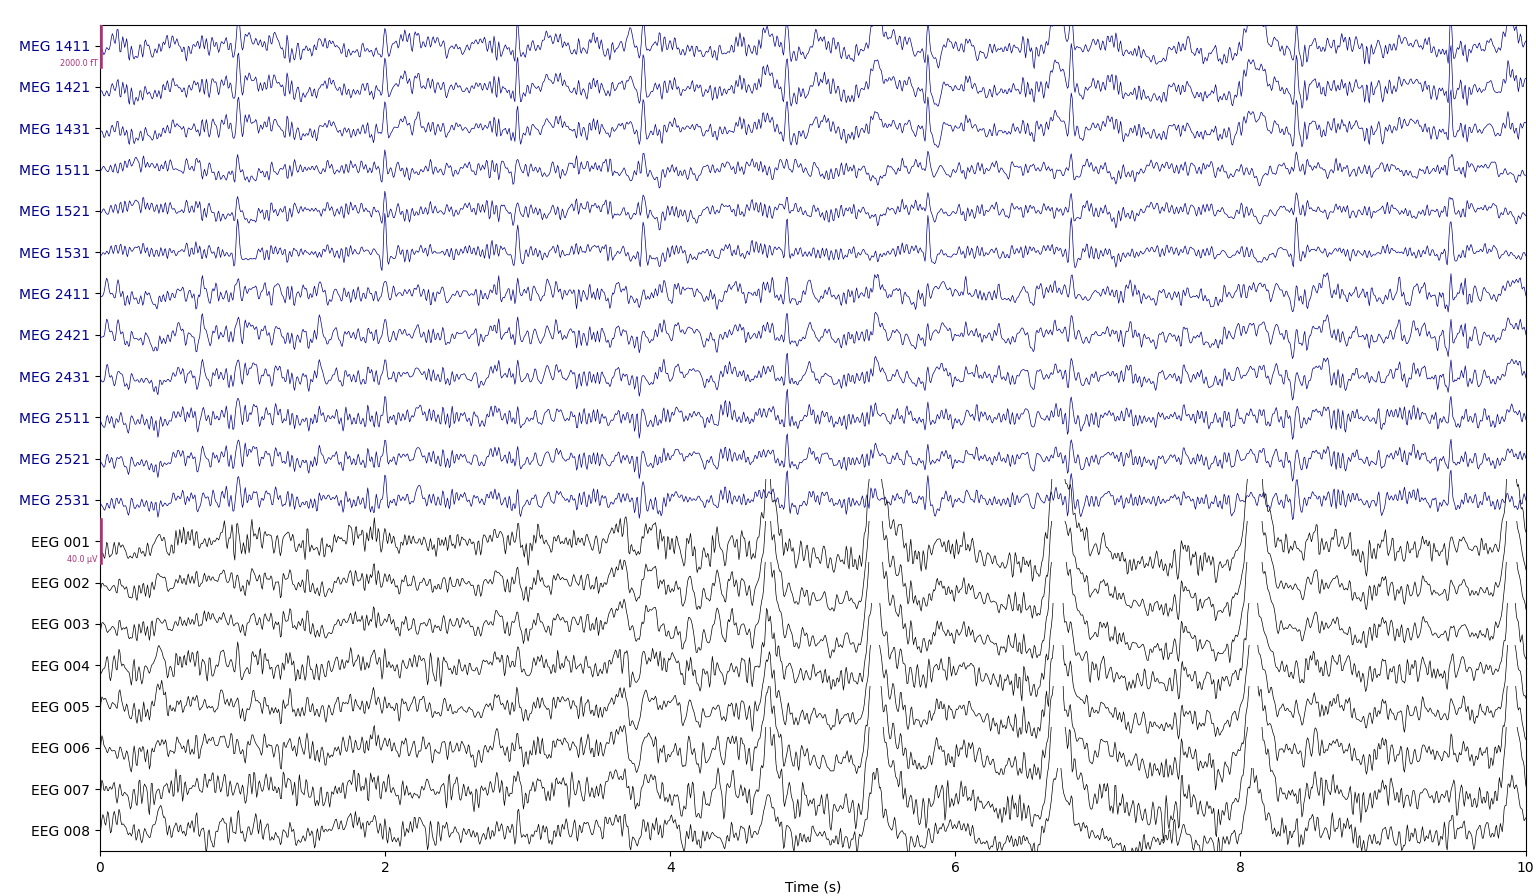 MEG 1411
2000.0 fT
MEG 1421
MEG 1431
MEG 1511
MEG 1521
MEG 1531
MEG 2411
MEG 2421
MEG 2431
MEG 2511
MEG 2521
MEG 2531
EEG 001
40.0 µV
EEG 002
EEG 003
EEG 004
EEG 005
EEG 006
EEG 007
EEG 008
0 2 4 6 8 10
Time (s)